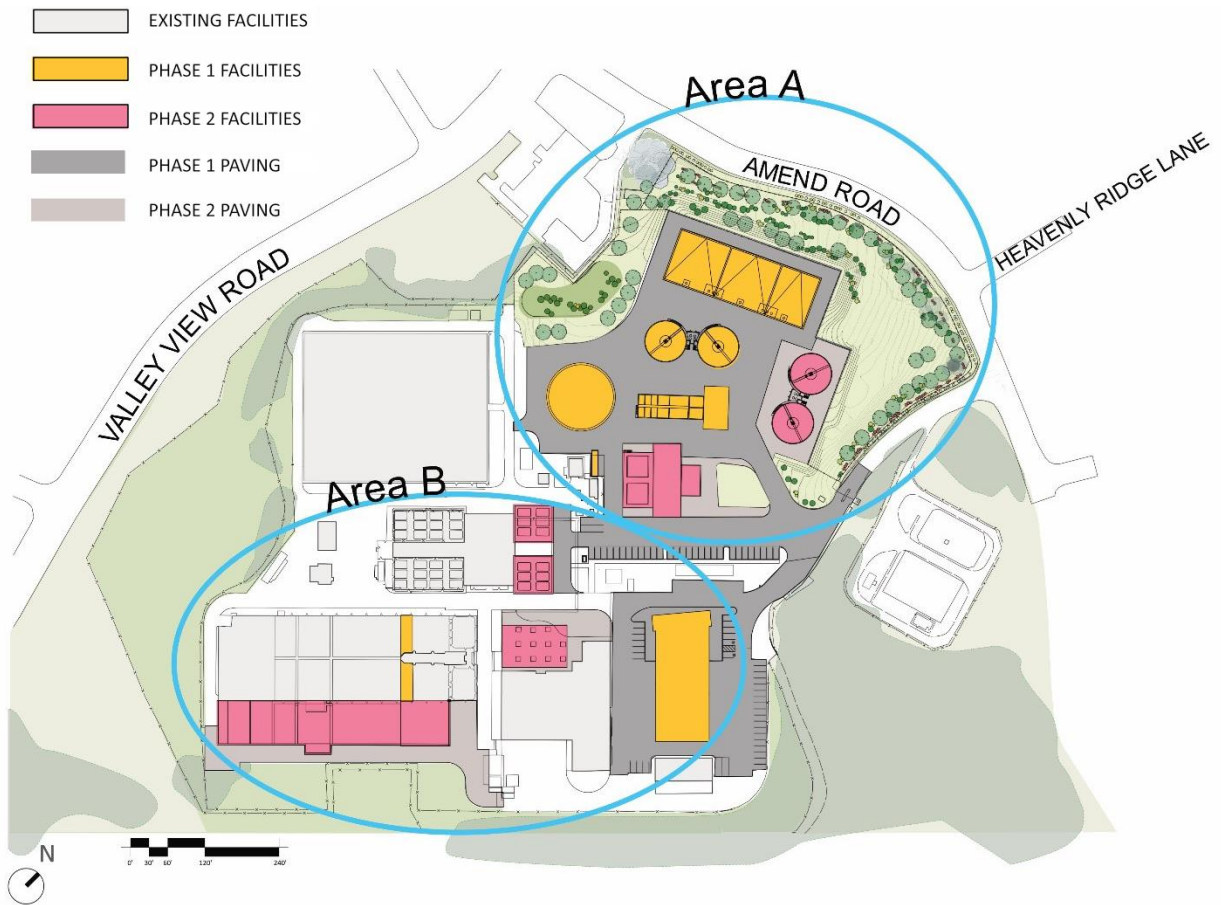 EXISTING FACILITIES
PHASE 1 FACILITIES
PHASE 2 FACILITIES
PHASE 1 PAVING
PHASE 2 PAVING
Area A
AMEND ROAD
HEAVENLY RIDGE LANE
VALLEY VIEW ROAD
Area B
N
0' 30' 60' 120' 240'